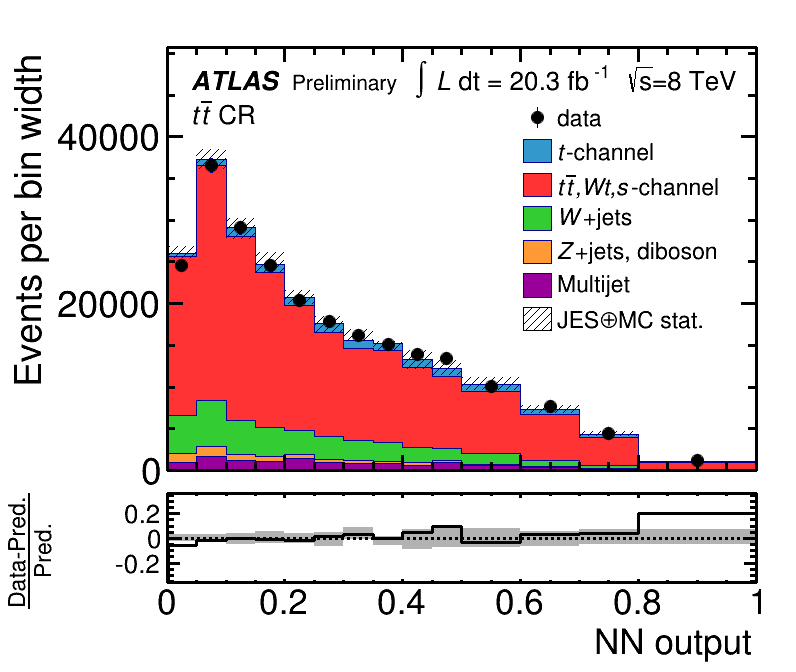 ATLAS Preliminary ∫ L dt = 20.3 fb⁻¹ √s=8 TeV
tt̄ CR
data
t-channel
tt̄,Wt,s-channel
W+jets
Z+jets, diboson
Multijet
JES⊕MC stat.
Events per bin width
40000
20000
0
Data-Pred.
Pred.
0.2
0
-0.2
0 0.2 0.4 0.6 0.8 1
NN output